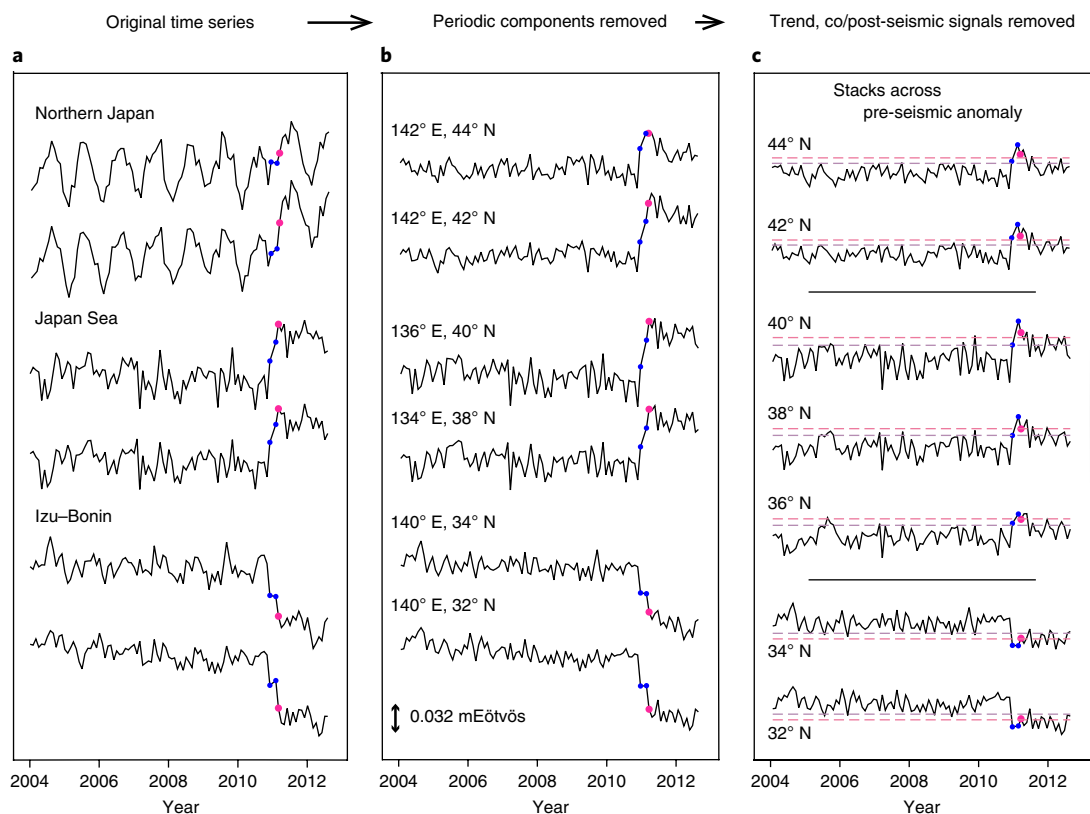 Original time series
Periodic components removed
Trend, co/post-seismic signals removed
a
Northern Japan
Japan Sea
Izu–Bonin
2004 2006 2008 2010 2012
Year
b
142° E, 44° N
142° E, 42° N
136° E, 40° N
134° E, 38° N
140° E, 34° N
140° E, 32° N
0.032 mEötvös
2004 2006 2008 2010 2012
Year
c
Stacks across
pre-seismic anomaly
44° N
42° N
40° N
38° N
36° N
34° N
32° N
2004 2006 2008 2010 2012
Year